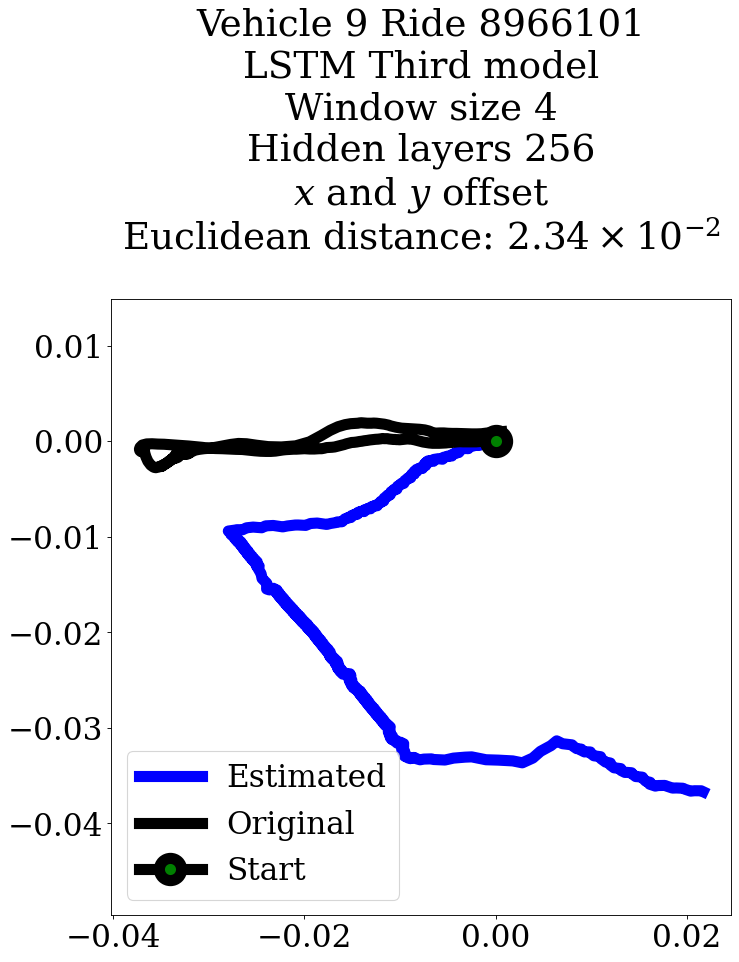 Vehicle 9 Ride 8966101
LSTM Third model
Window size 4
Hidden layers 256
x and y offset
Euclidean distance: 2.34 × 10⁻²
0.01
0.00
−0.01
−0.02
−0.03
−0.04
Estimated
Original
Start
−0.04 −0.02 0.00 0.02